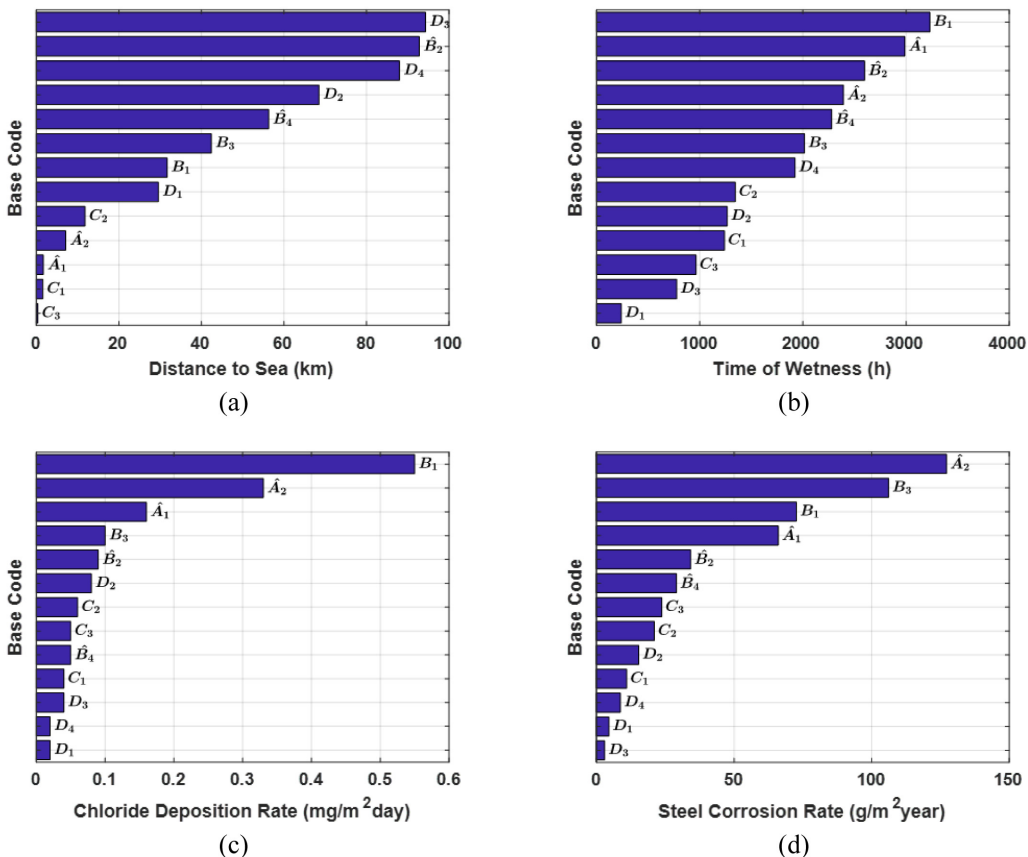 Base Code
D₃
B̂₂
D₄
D₂
B̂₄
B₃
B₁
D₁
C₂
Â₂
Â₁
C₁
C₃
0 20 40 60 80 100
Distance to Sea (km)
(a)
Base Code
B₁
Â₁
B̂₂
Â₂
B̂₄
B₃
D₄
C₂
D₂
C₁
C₃
D₃
D₁
0 1000 2000 3000 4000
Time of Wetness (h)
(b)
Base Code
B₁
Â₂
Â₁
B₃
B̂₂
D₂
C₂
C₃
B̂₄
C₁
D₃
D₄
D₁
0 0.1 0.2 0.3 0.4 0.5 0.6
Chloride Deposition Rate (mg/m²day)
(c)
Base Code
Â₂
B₃
B₁
Â₁
B̂₂
B̂₄
C₃
C₂
D₂
C₁
D₄
D₁
D₃
0 50 100 150
Steel Corrosion Rate (g/m²year)
(d)